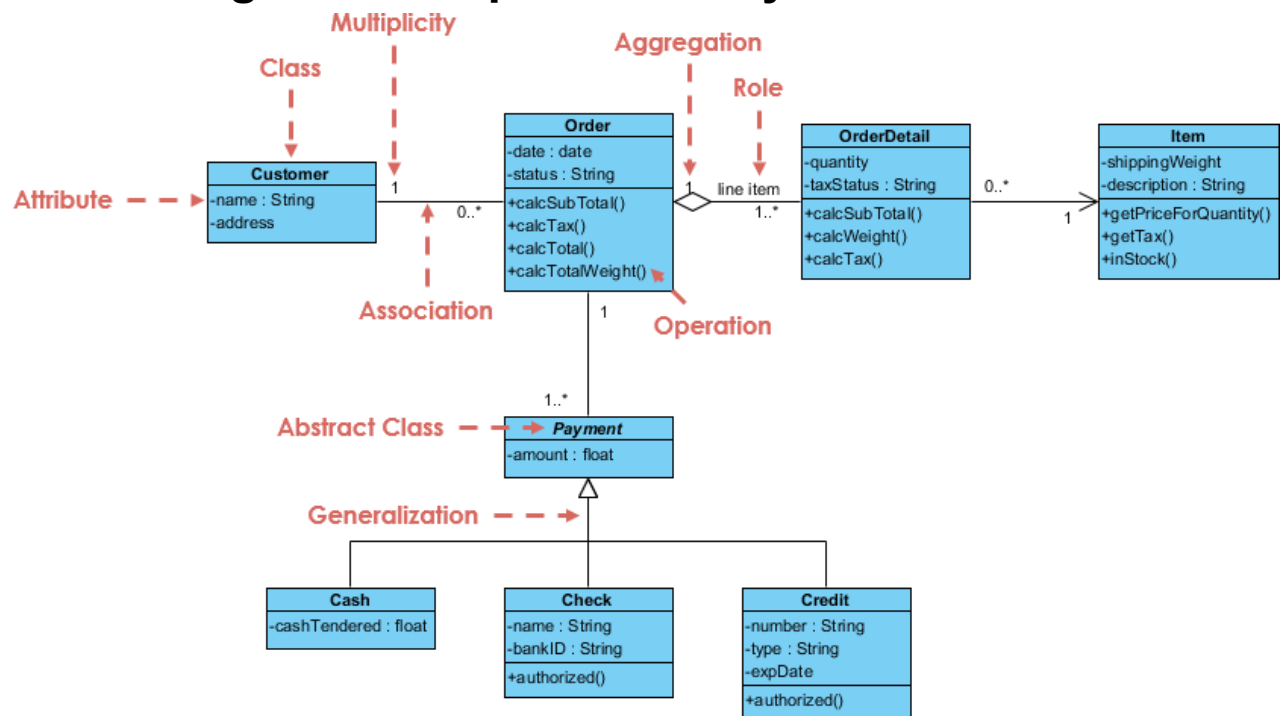 Multiplicity
Aggregation
Class
Role
Attribute
Association
Operation
Abstract Class
Generalization
Customer
-name : String
-address
1
0..*
Order
-date : date
-status : String
+calcSubTotal()
+calcTax()
+calcTotal()
+calcTotalWeight()
1
line item
1..*
OrderDetail
-quantity
-taxStatus : String
+calcSubTotal()
+calcWeight()
+calcTax()
0..*
1
Item
-shippingWeight
-description : String
+getPriceForQuantity()
+getTax()
+inStock()
1
1..*
Payment
-amount : float
Cash
-cashTendered : float
Check
-name : String
-bankID : String
+authorized()
Credit
-number : String
-type : String
-expDate
+authorized()